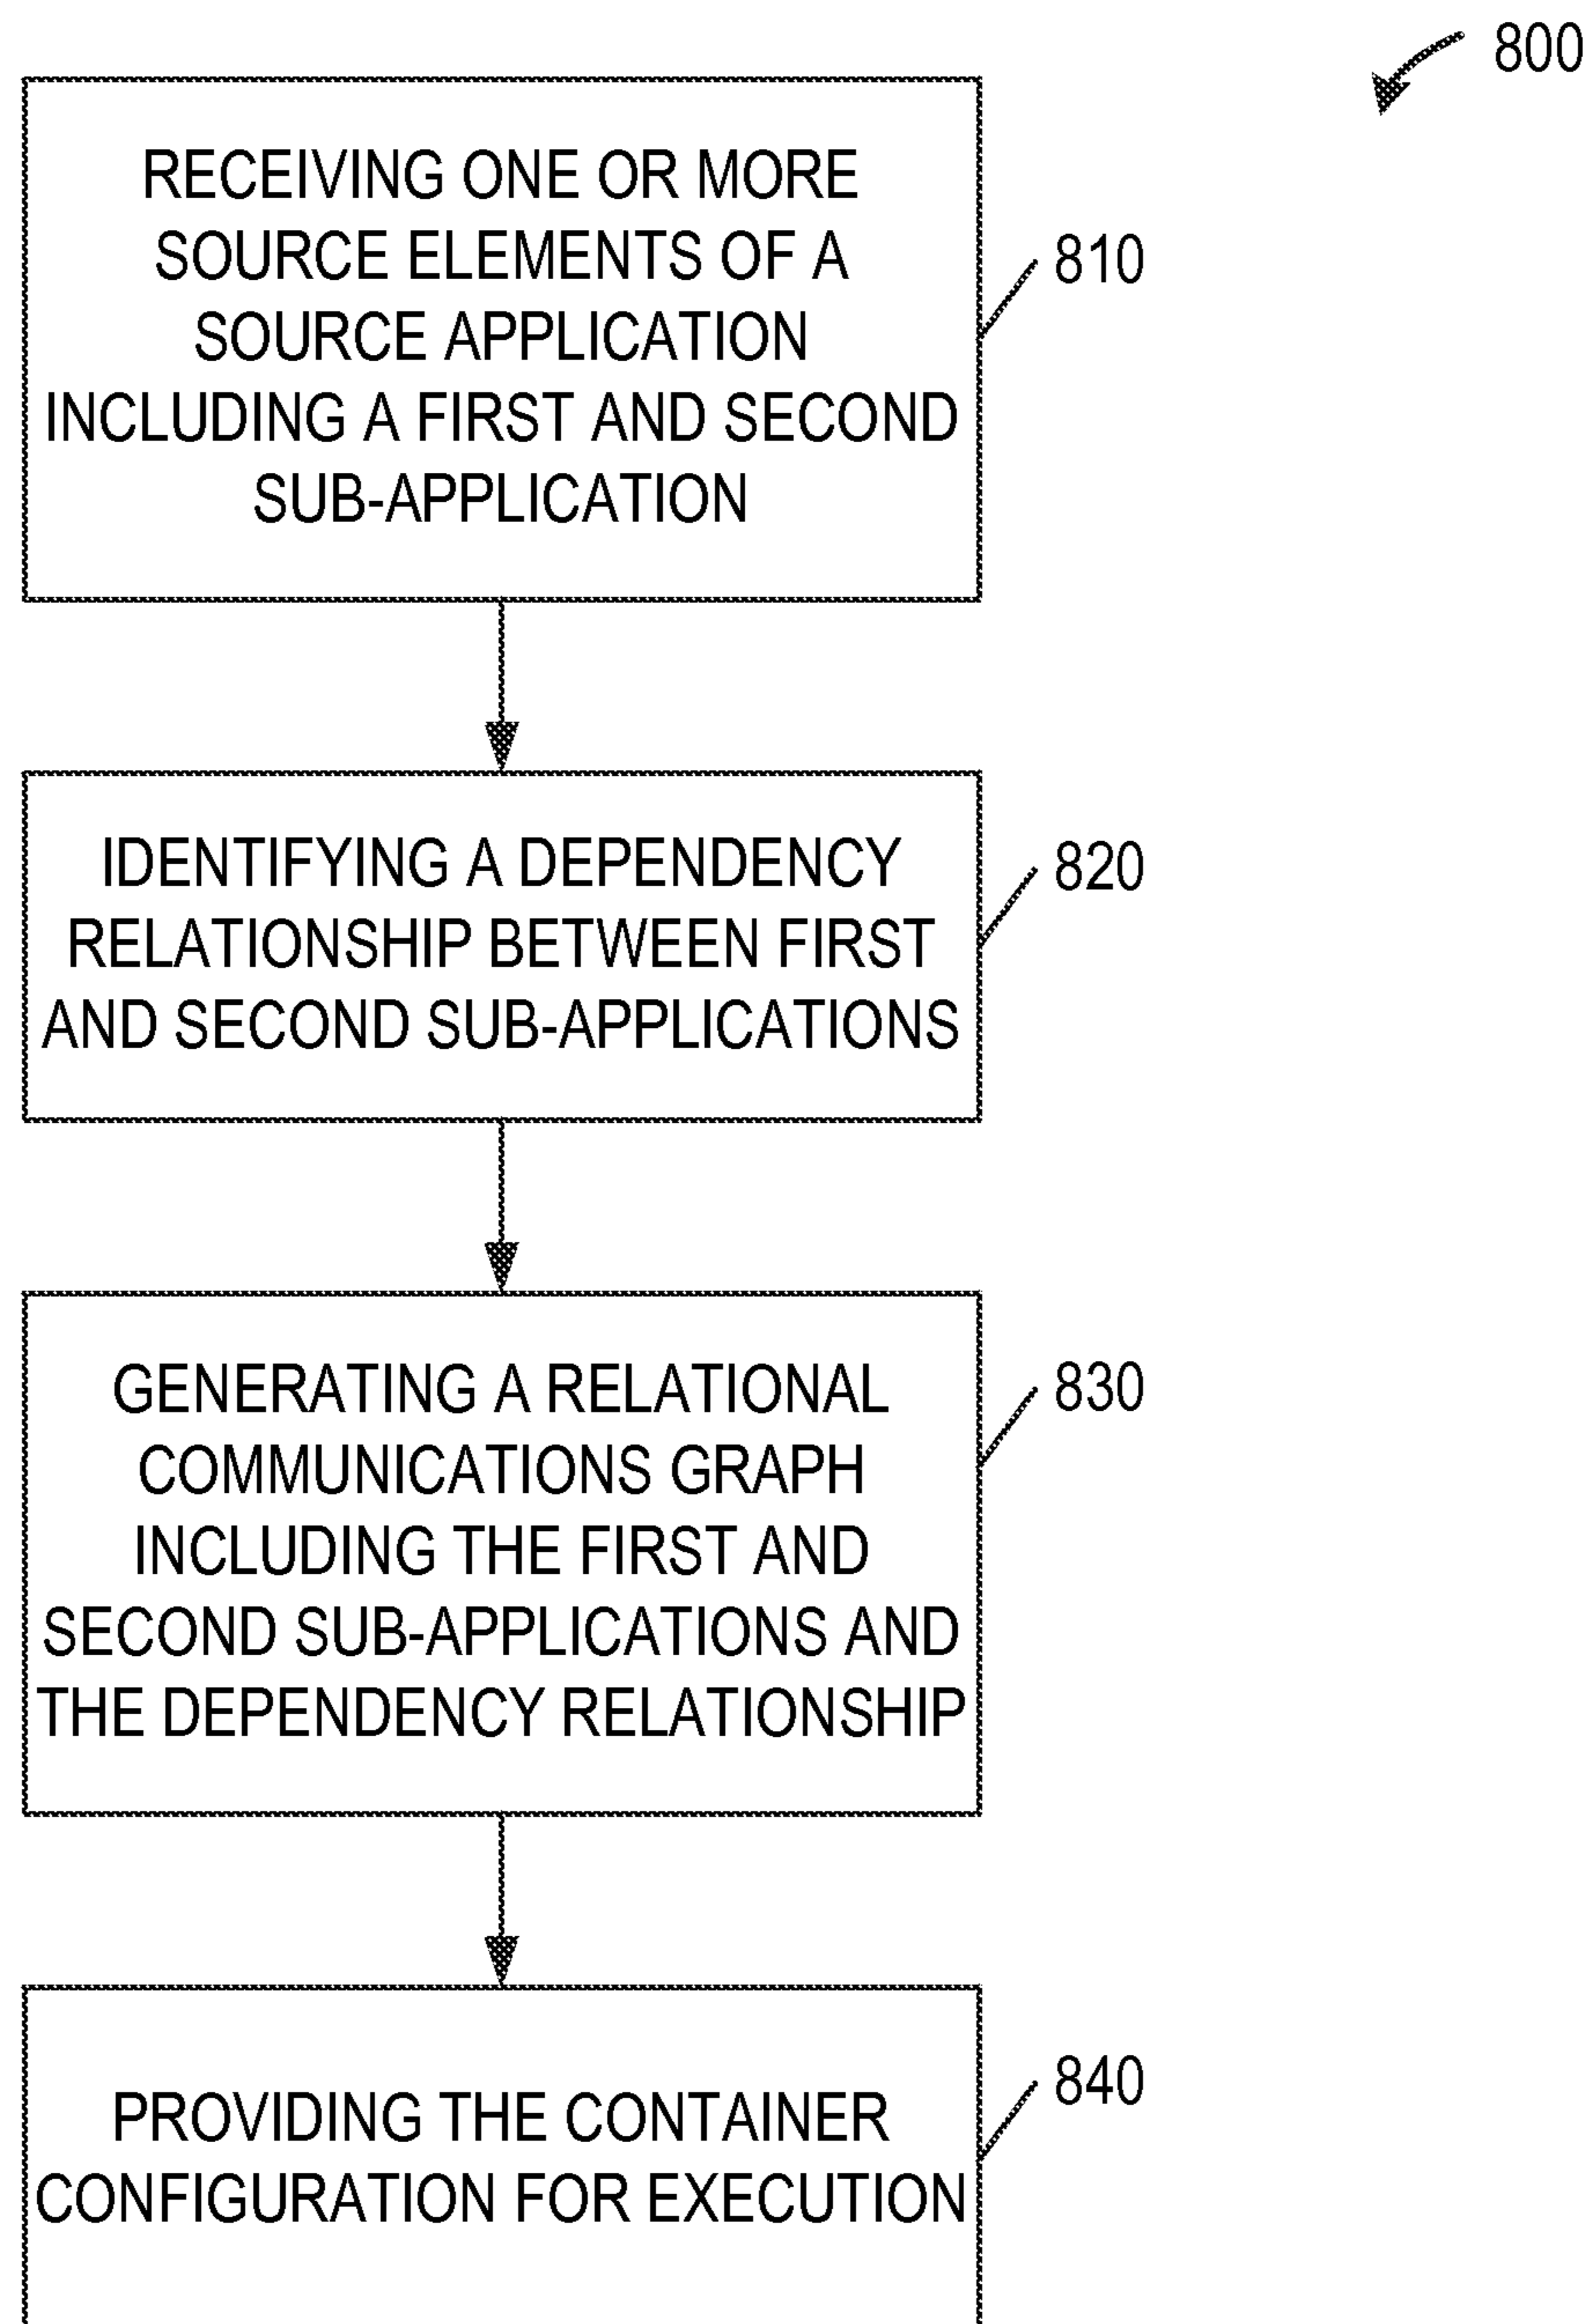 800
RECEIVING ONE OR MORE
SOURCE ELEMENTS OF A
SOURCE APPLICATION
INCLUDING A FIRST AND SECOND
SUB-APPLICATION
810
IDENTIFYING A DEPENDENCY
RELATIONSHIP BETWEEN FIRST
AND SECOND SUB-APPLICATIONS
820
GENERATING A RELATIONAL
COMMUNICATIONS GRAPH
INCLUDING THE FIRST AND
SECOND SUB-APPLICATIONS AND
THE DEPENDENCY RELATIONSHIP
830
PROVIDING THE CONTAINER
CONFIGURATION FOR EXECUTION
840